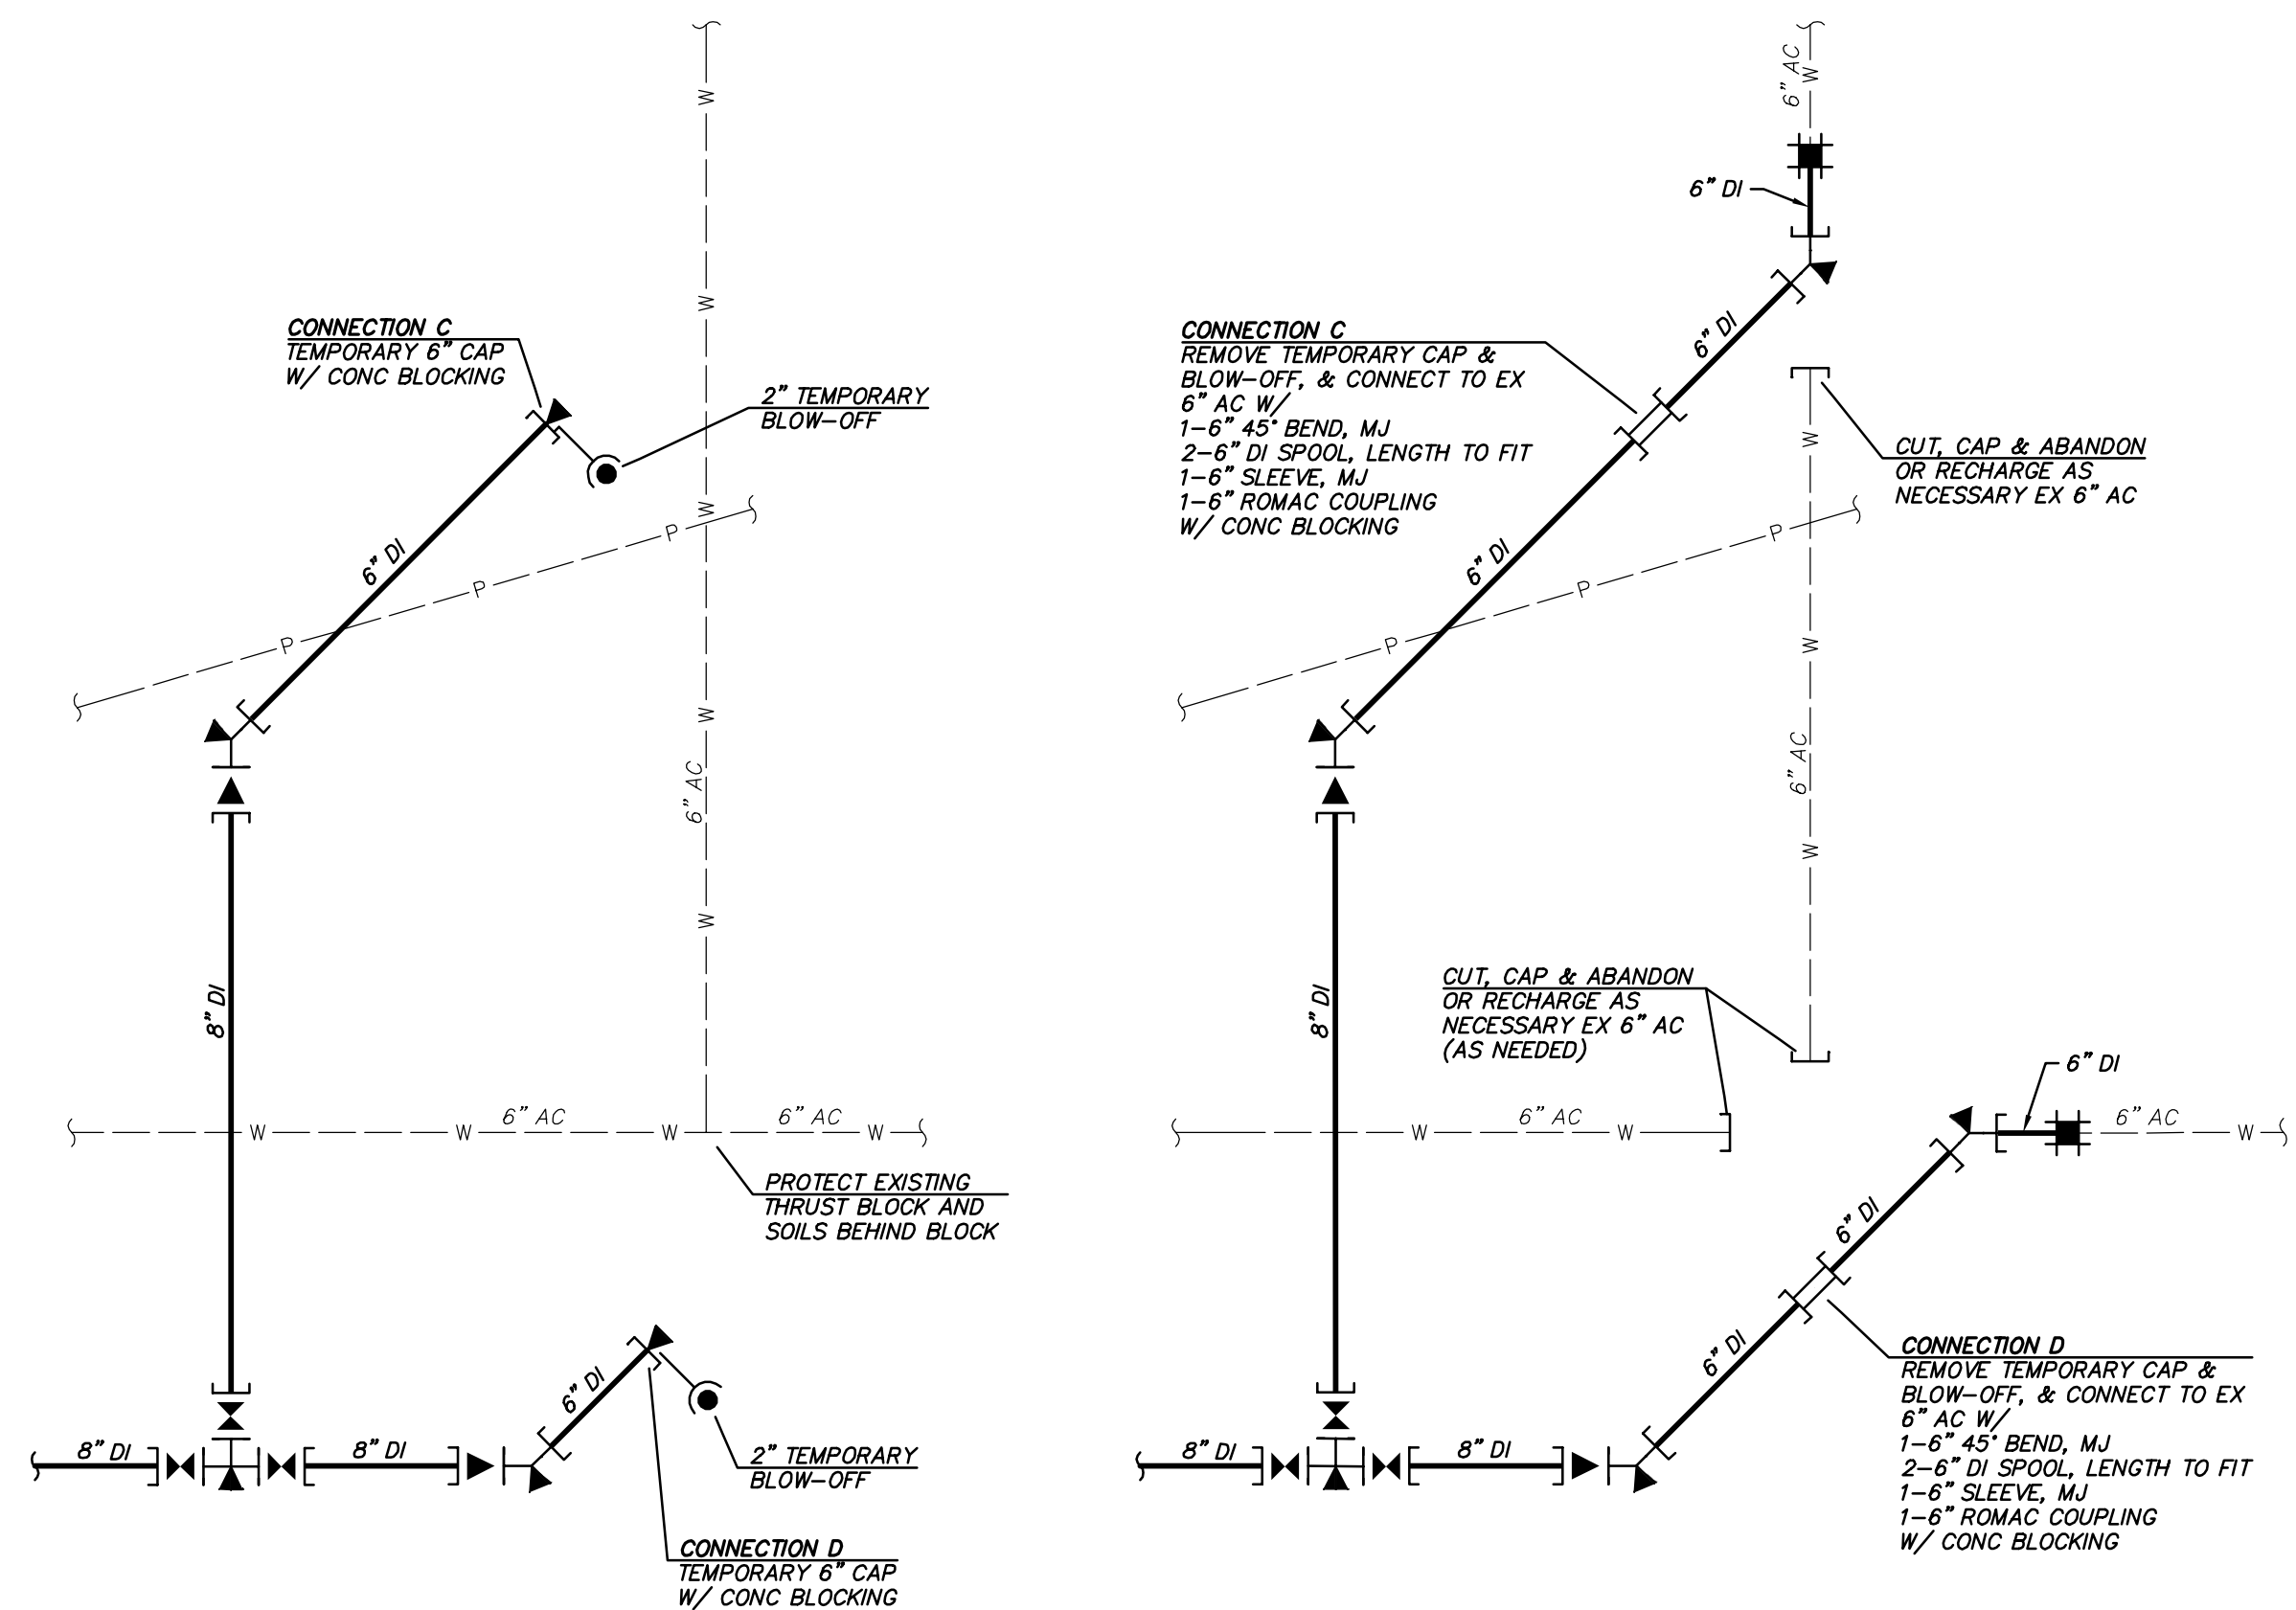 W
CONNECTION C
TEMPORARY 6" CAP
W/ CONC BLOCKING
W
2" TEMPORARY
BLOW-OFF
W
P
6" DI
P
P
W
6" AC
8" DI
W
W
W
6" AC
W
6" AC
W
PROTECT EXISTING
THRUST BLOCK AND
SOILS BEHIND BLOCK
6" DI
8" DI
8" DI
2" TEMPORARY
BLOW-OFF
CONNECTION D
TEMPORARY 6" CAP
W/ CONC BLOCKING
6" AC
W
6" DI
6" DI
CONNECTION C
REMOVE TEMPORARY CAP &
BLOW-OFF, & CONNECT TO EX
6" AC W/
1-6" 45° BEND, MJ
2-6" DI SPOOL, LENGTH TO FIT
1-6" SLEEVE, MJ
1-6" ROMAC COUPLING
W/ CONC BLOCKING
W
CUT, CAP & ABANDON
OR RECHARGE AS
NECESSARY EX 6" AC
P
6" DI
P
P
W
6" AC
W
8" DI
CUT, CAP & ABANDON
OR RECHARGE AS
NECESSARY EX 6" AC
(AS NEEDED)
6" DI
W
6" AC
W
6" AC
W
6" DI
6" DI
8" DI
8" DI
CONNECTION D
REMOVE TEMPORARY CAP &
BLOW-OFF, & CONNECT TO EX
6" AC W/
1-6" 45° BEND, MJ
2-6" DI SPOOL, LENGTH TO FIT
1-6" SLEEVE, MJ
1-6" ROMAC COUPLING
W/ CONC BLOCKING